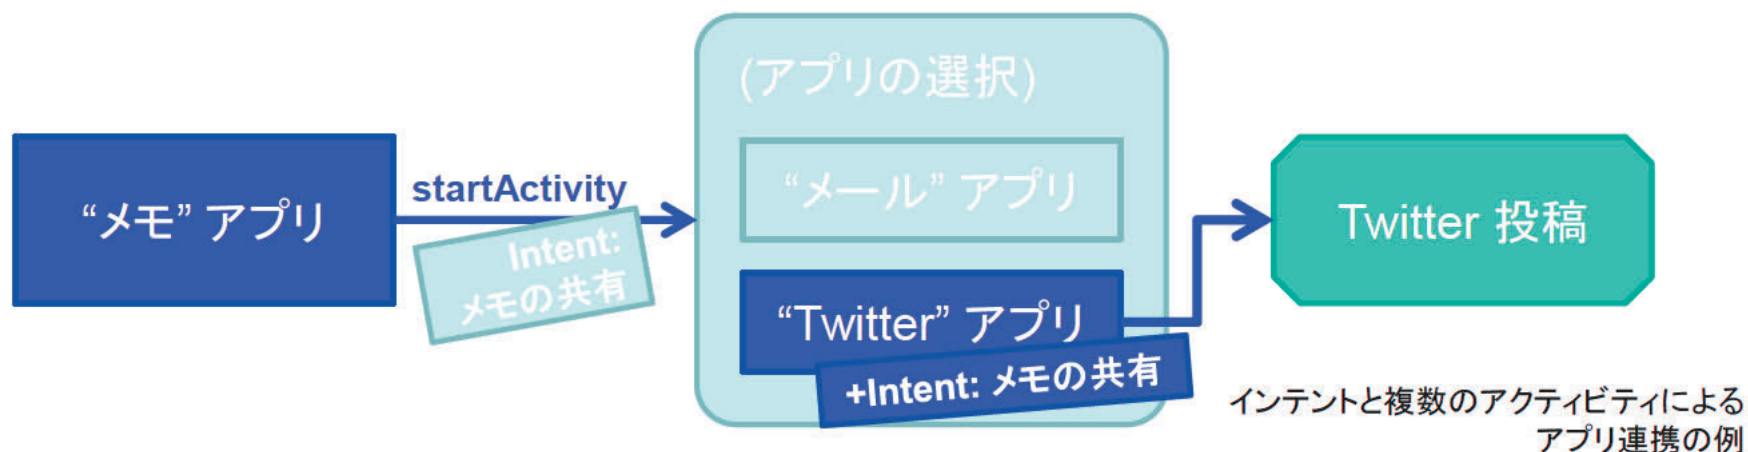 “メモ” アプリ
startActivity
Intent:
メモの共有
(アプリの選択)
“メール” アプリ
“Twitter” アプリ
+Intent: メモの共有
Twitter 投稿
インテントと複数のアクティビティによる
アプリ連携の例